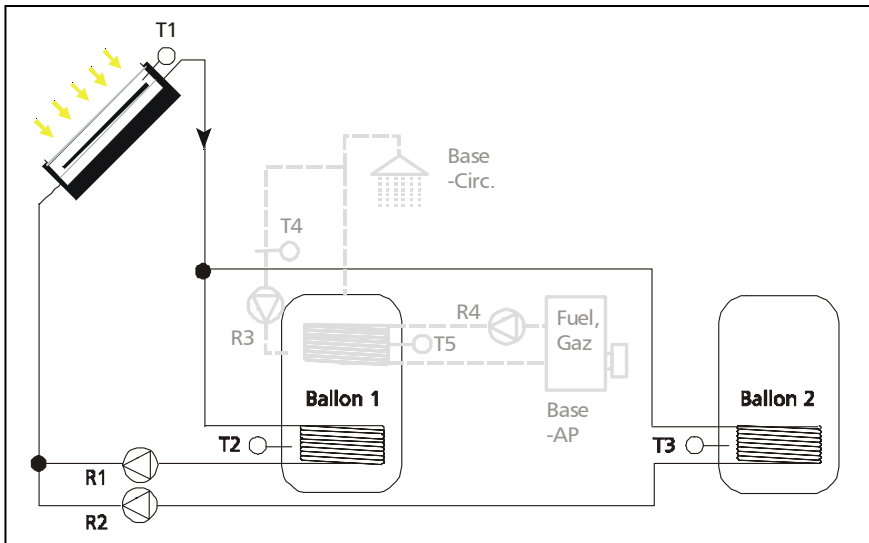 T1
Base
-Circ.
T4
R3
R4
Fuel,
Gaz
T5
Ballon 1
Ballon 2
Base
-AP
T2
T3
R1
R2